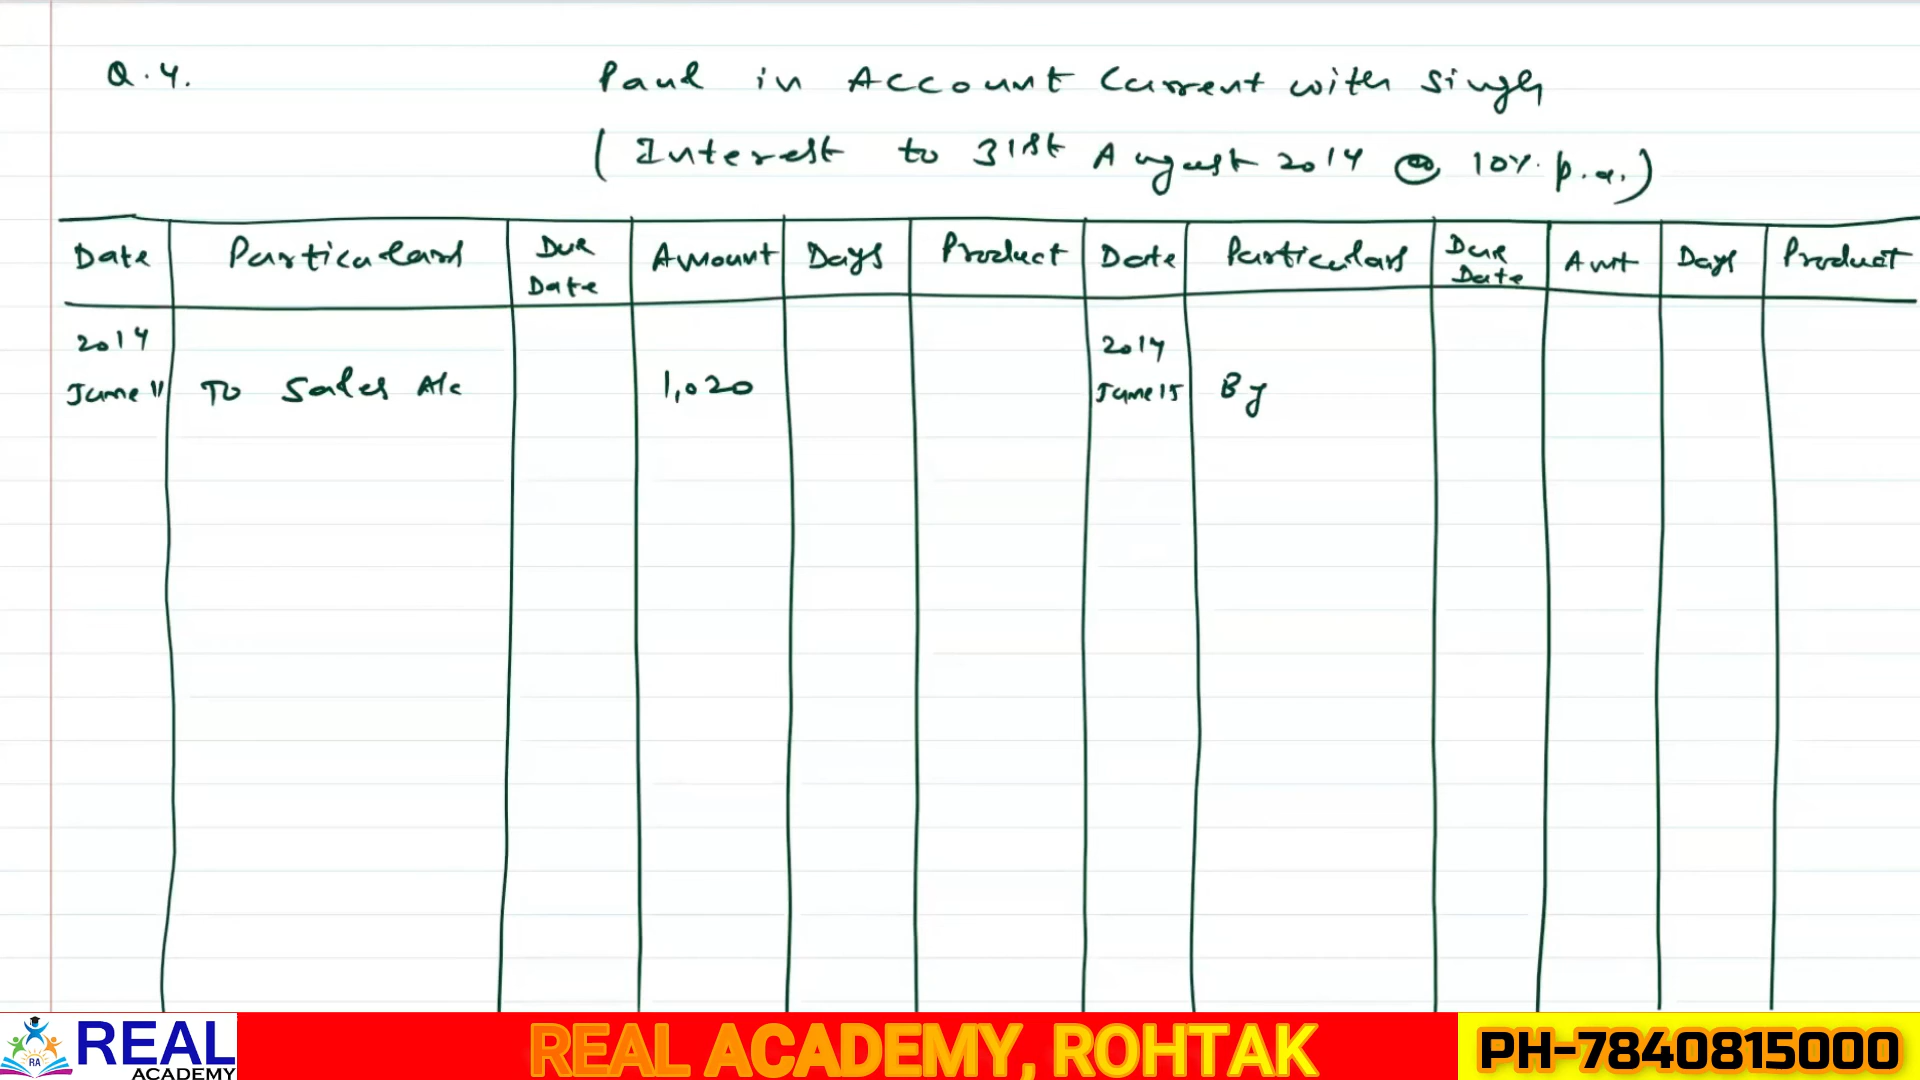 Q.4.
Paul in Account Current with Singh
(Interest to 31st August 2014 @ 10% p.a.)
Date Particulars Due Date Amount Days Product Date Particulars Due Date Amt Days Product
2014 2014
June 11 To Sales A/c 1,020 June 15 By
REAL ACADEMY
RA
REAL ACADEMY, ROHTAK
PH-7840815000